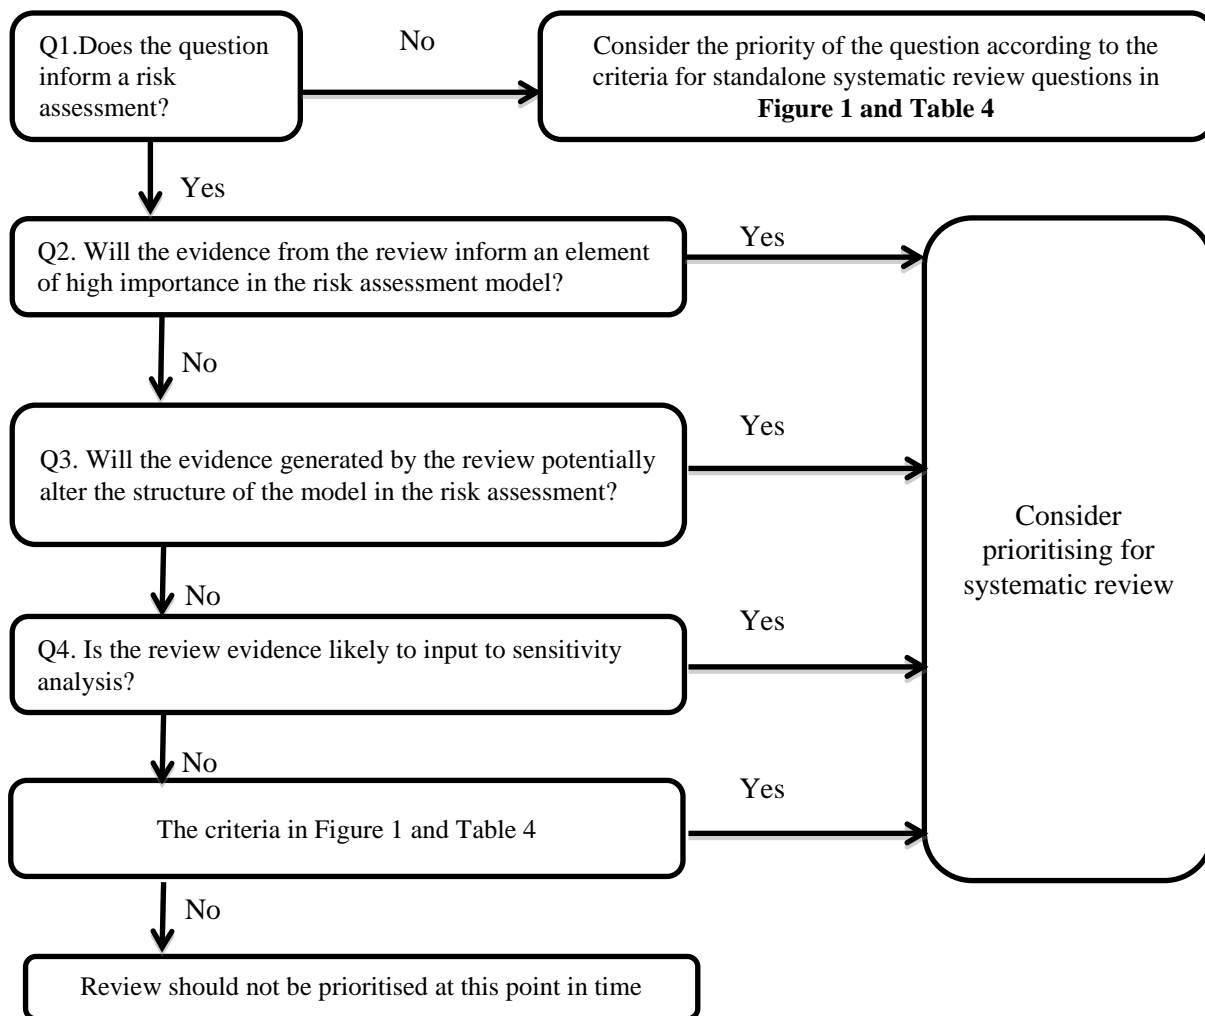 Q1.Does the question
inform a risk
assessment?
No
Consider the priority of the question according to the
criteria for standalone systematic review questions in
Figure 1 and Table 4
Yes
Q2. Will the evidence from the review inform an element
of high importance in the risk assessment model?
Yes
No
Q3. Will the evidence generated by the review potentially
alter the structure of the model in the risk assessment?
Yes
Consider
prioritising for
systematic review
No
Q4. Is the review evidence likely to input to sensitivity
analysis?
Yes
No
The criteria in Figure 1 and Table 4
Yes
No
Review should not be prioritised at this point in time